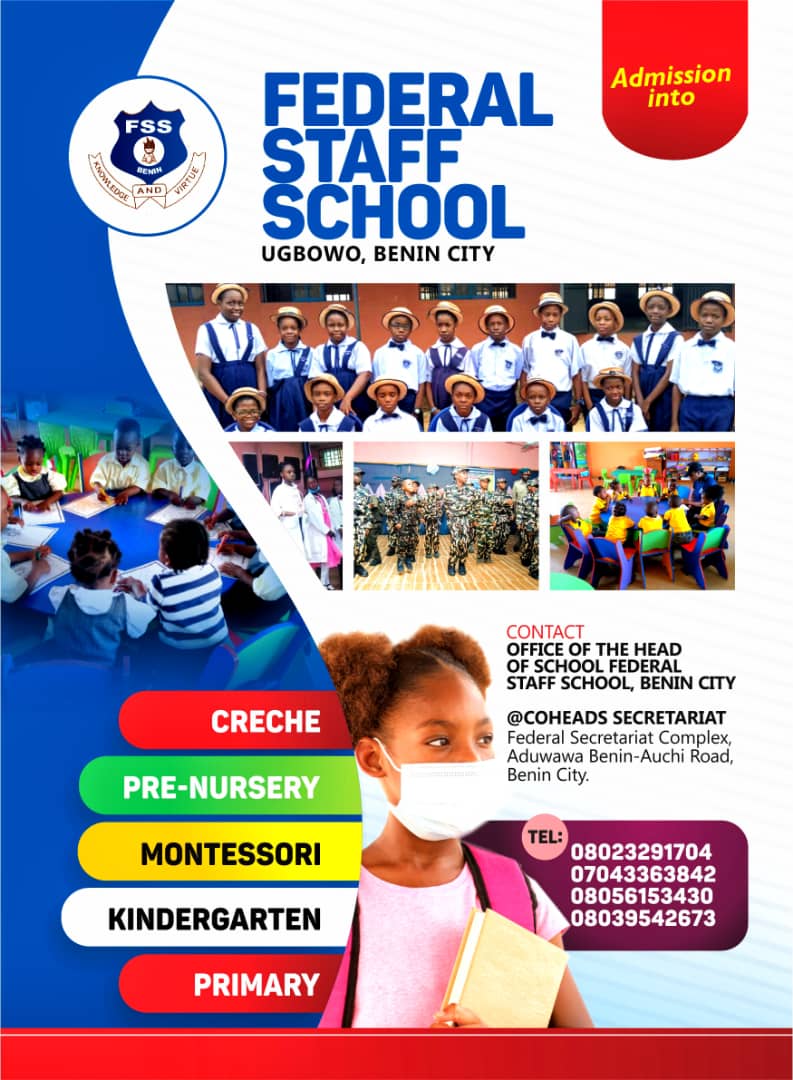 Admission
into
FSS
BENIN
KNOWLEDGE AND VIRTUE
FEDERAL
STAFF
SCHOOL
UGBOWO, BENIN CITY
CONTACT
OFFICE OF THE HEAD
OF SCHOOL FEDERAL
STAFF SCHOOL, BENIN CITY
@COHEADS SECRETARIAT
Federal Secretariat Complex,
Aduwawa Benin-Auchi Road,
Benin City.
CRECHE
PRE-NURSERY
MONTESSORI
KINDERGARTEN
PRIMARY
TEL:
08023291704
07043363842
08056153430
08039542673